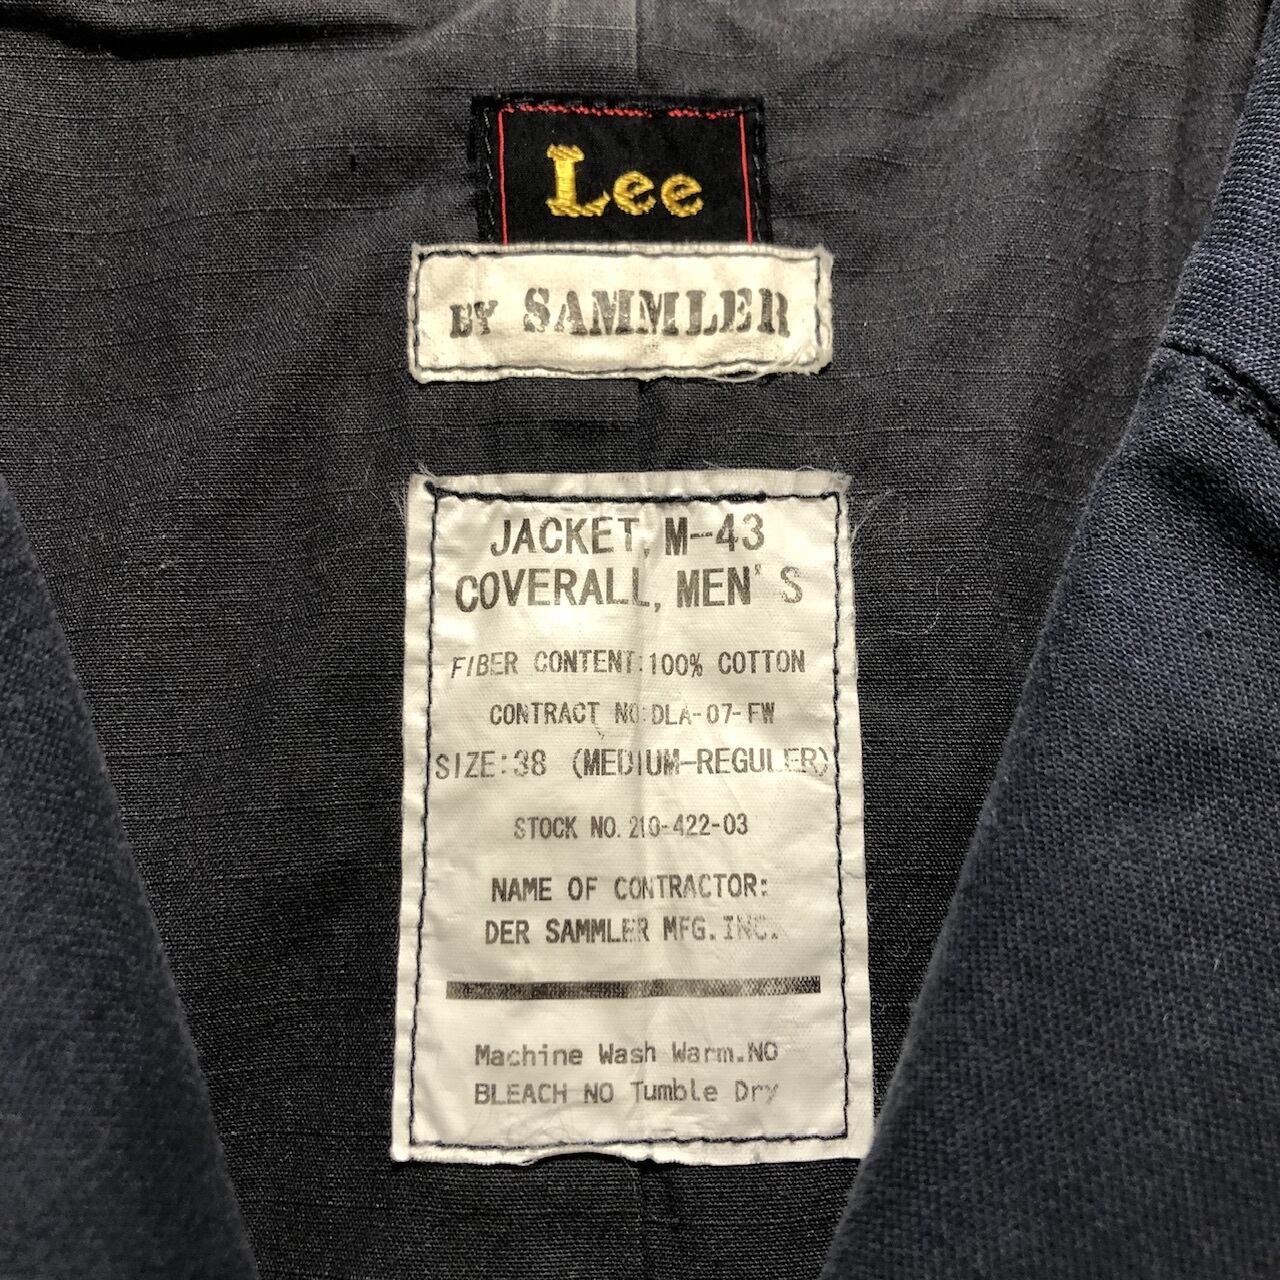 Lee
BY SAMMLER
JACKET, M-43
COVERALL, MEN'S
FIBER CONTENT:100% COTTON
CONTRACT NO:DLA-07-FW
SIZE:38 (MEDIUM-REGULER)
STOCK NO. 210-422-03
NAME OF CONTRACTOR:
DER SAMMLER MFG. INC.
Machine Wash Warm.NO
BLEACH NO Tumble Dry